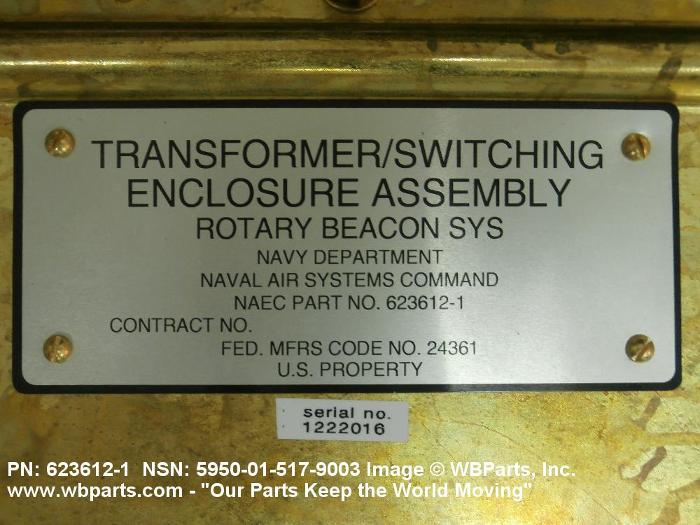 TRANSFORMER/SWITCHING
ENCLOSURE ASSEMBLY
ROTARY BEACON SYS
NAVY DEPARTMENT
NAVAL AIR SYSTEMS COMMAND
NAEC PART NO. 623612-1
CONTRACT NO.
FED. MFRS CODE NO. 24361
U.S. PROPERTY
serial no.
1222016
PN: 623612-1 NSN: 5950-01-517-9003 Image © WBParts, Inc.
www.wbparts.com - "Our Parts Keep the World Moving"